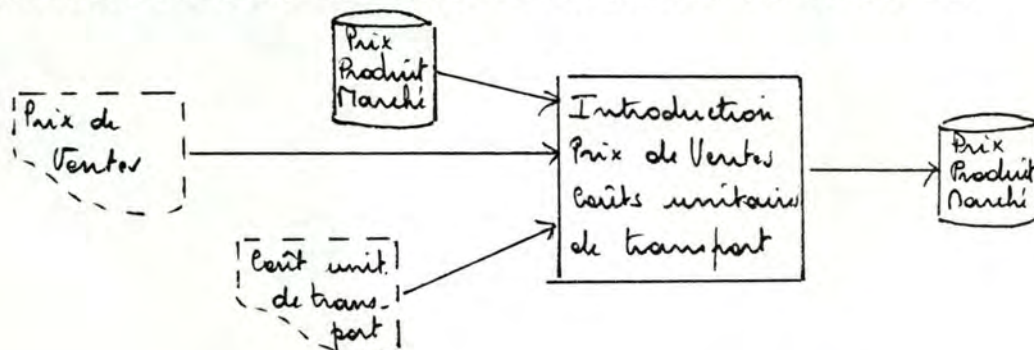 Prix
Produit
Marché
Prix de
Ventes
Introduction
Prix de Ventes
Coûts unitaires
de transport
Prix
Produit
Marché
Coût unit.
de trans-
port